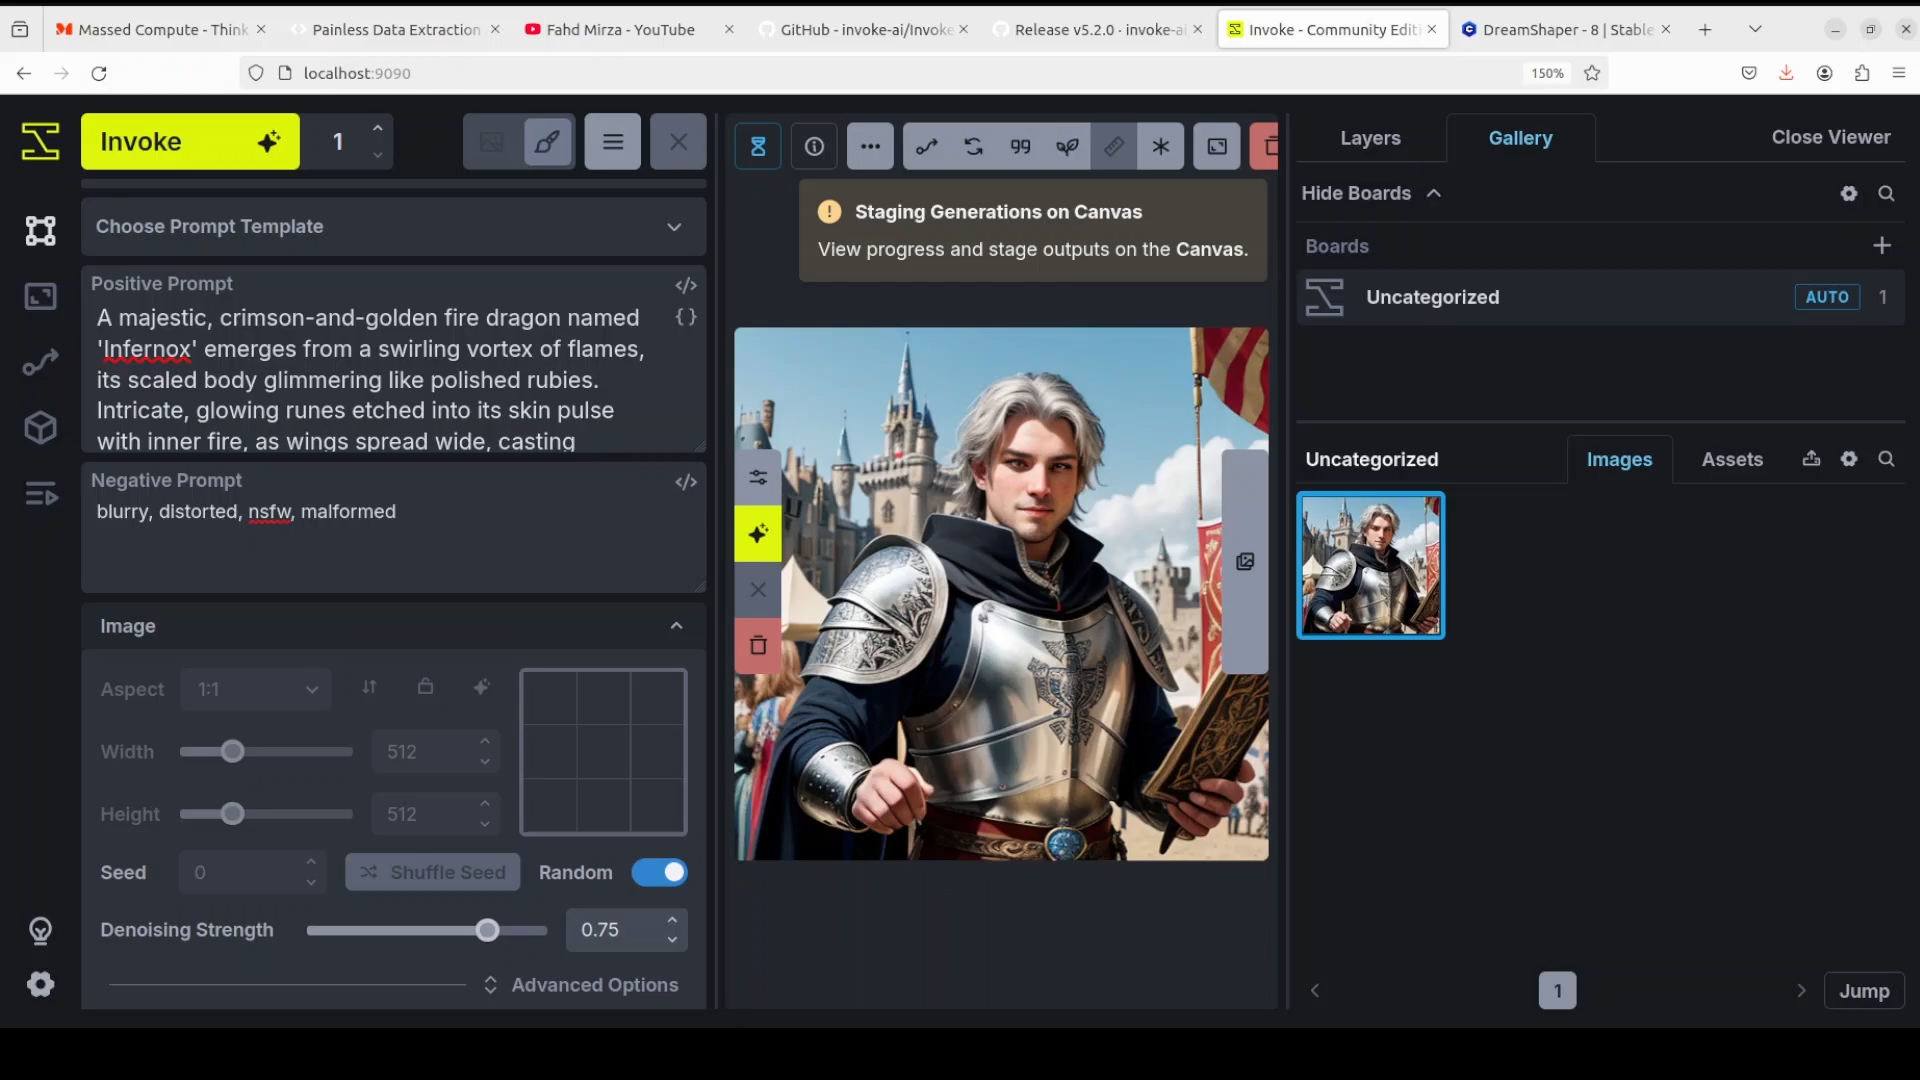 Massed Compute - Think
Painless Data Extraction
Fahd Mirza - YouTube
GitHub - invoke-ai/Invoke
Release v5.2.0 · invoke-ai
Invoke - Community Editi
DreamShaper - 8 | Stable
localhost:9090
150%
Invoke
1
Layers
Gallery
Close Viewer
Choose Prompt Template
Staging Generations on Canvas
View progress and stage outputs on the Canvas.
Hide Boards
Boards
Uncategorized
AUTO
1
Positive Prompt
A majestic, crimson-and-golden fire dragon named
'Infernox' emerges from a swirling vortex of flames,
its scaled body glimmering like polished rubies.
Intricate, glowing runes etched into its skin pulse
with inner fire, as wings spread wide, casting
Negative Prompt
blurry, distorted, nsfw, malformed
Uncategorized
Images
Assets
Image
Aspect
1:1
Width
512
Height
512
Seed
0
Shuffle Seed
Random
Denoising Strength
0.75
Advanced Options
1
Jump